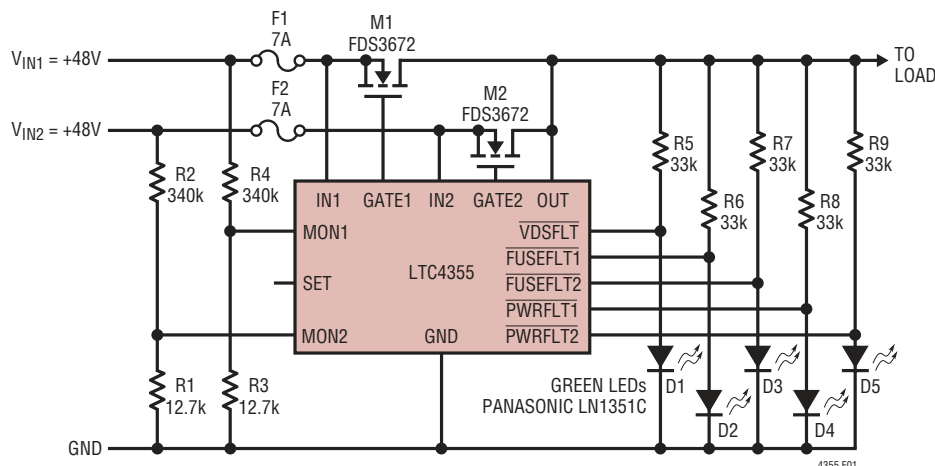 F1
7A
M1
FDS3672
VIN1 = +48V
TO
LOAD
F2
7A
M2
FDS3672
VIN2 = +48V
R2
340k
R4
340k
R5
33k
R7
33k
R9
33k
R6
33k
R8
33k
IN1 GATE1 IN2 GATE2 OUT
MON1
VDSFLT
FUSEFLT1
LTC4355
SET
FUSEFLT2
PWRFLT1
MON2
GND
PWRFLT2
R1
12.7k
R3
12.7k
GREEN LEDs
PANASONIC LN1351C
D1
D3
D5
D2
D4
GND
4355 F01